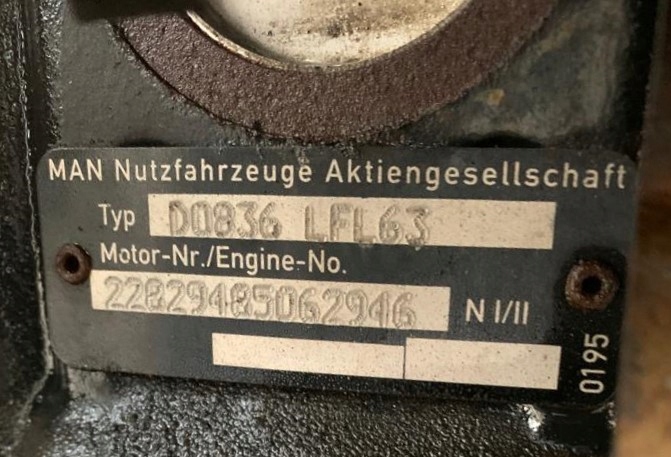 MAN Nutzfahrzeuge Aktiengesellschaft
Typ D0836 LFL63
Motor-Nr./Engine-No.
22829485062946 N I/II
0195